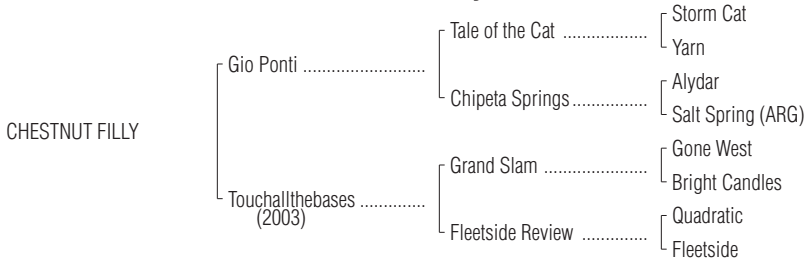 Storm Cat
Tale of the Cat ..................
Yarn
Gio Ponti ..........................
Alydar
Chipeta Springs ................
Salt Spring (ARG)
CHESTNUT FILLY
Gone West
Grand Slam ......................
Bright Candles
Touchallthebases ..............
(2003)
Quadratic
Fleetside Review ..............
Fleetside